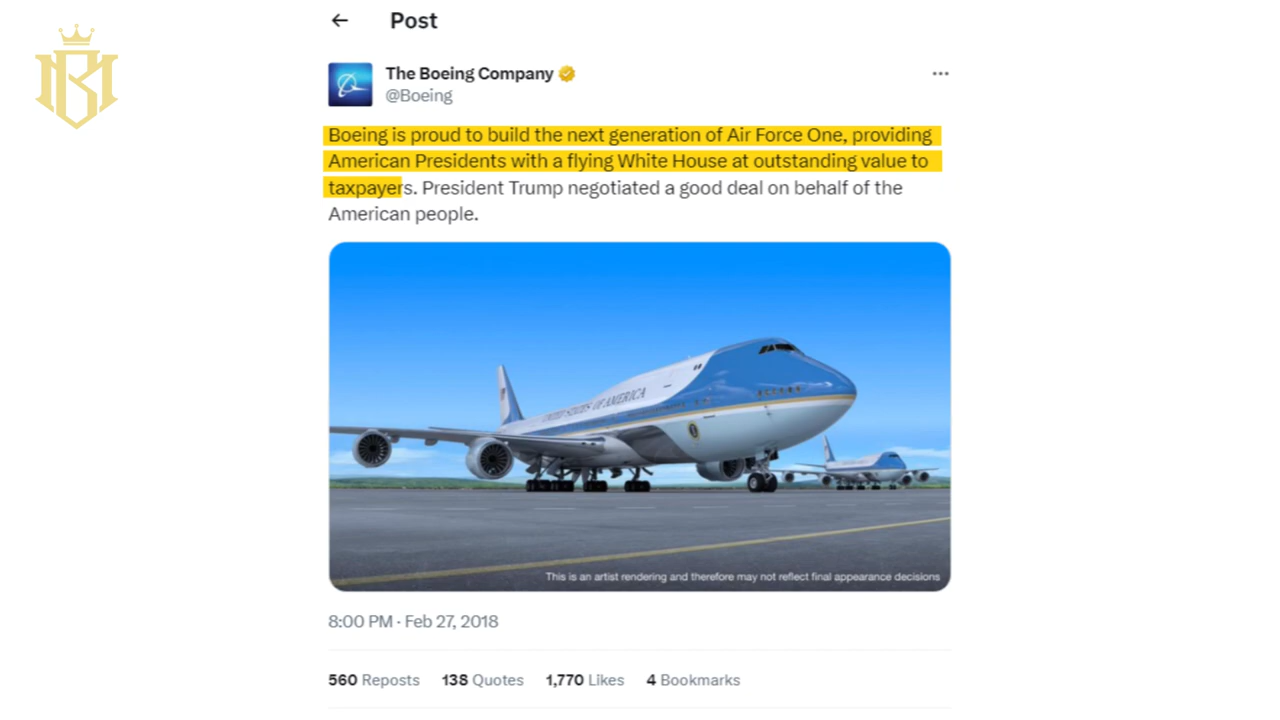 Post
The Boeing Company
@Boeing
Boeing is proud to build the next generation of Air Force One, providing
American Presidents with a flying White House at outstanding value to
taxpayers. President Trump negotiated a good deal on behalf of the
American people.
UNITED STATES OF AMERICA
This is an artist rendering and therefore may not reflect final appearance decisions
8:00 PM · Feb 27, 2018
560 Reposts 138 Quotes 1,770 Likes 4 Bookmarks